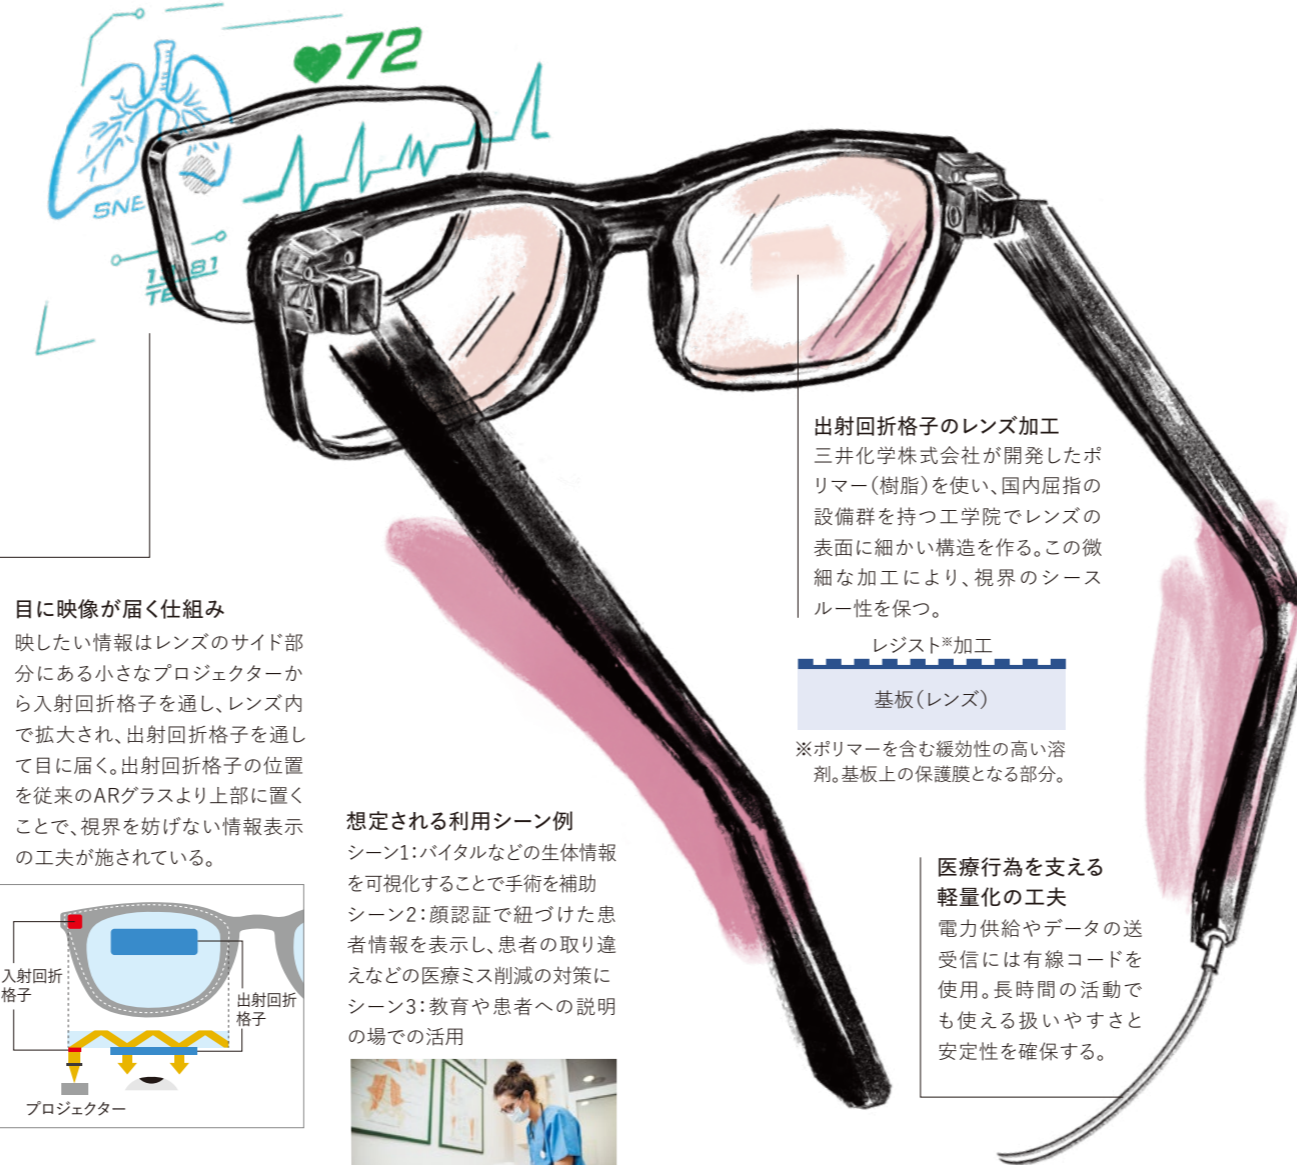 72
SNE
81
TE
出射回折格子のレンズ加工
三井化学株式会社が開発したポ
リマー（樹脂）を使い、国内屈指の
設備群を持つ工学院でレンズの
表面に細かい構造を作る。この微
細な加工により、視界のシース
ルー性を保つ。
レジスト※加工
基板（レンズ）
※ポリマーを含む緩効性の高い溶
剤。基板上の保護膜となる部分。
目に映像が届く仕組み
映したい情報はレンズのサイド部
分にある小さなプロジェクターか
ら入射回折格子を通し、レンズ内
で拡大され、出射回折格子を通し
て目に届く。出射回折格子の位置
を従来のARグラスより上部に置く
ことで、視界を妨げない情報表示
の工夫が施されている。
入射回折
格子
出射回折
格子
プロジェクター
想定される利用シーン例
シーン1：バイタルなどの生体情報
を可視化することで手術を補助
シーン2：顔認証で紐づけた患
者情報を表示し、患者の取り違
えなどの医療ミス削減の対策に
シーン3：教育や患者への説明
の場での活用
医療行為を支える
軽量化の工夫
電力供給やデータの送
受信には有線コードを
使用。長時間の活動で
も使える扱いやすさと
安定性を確保する。